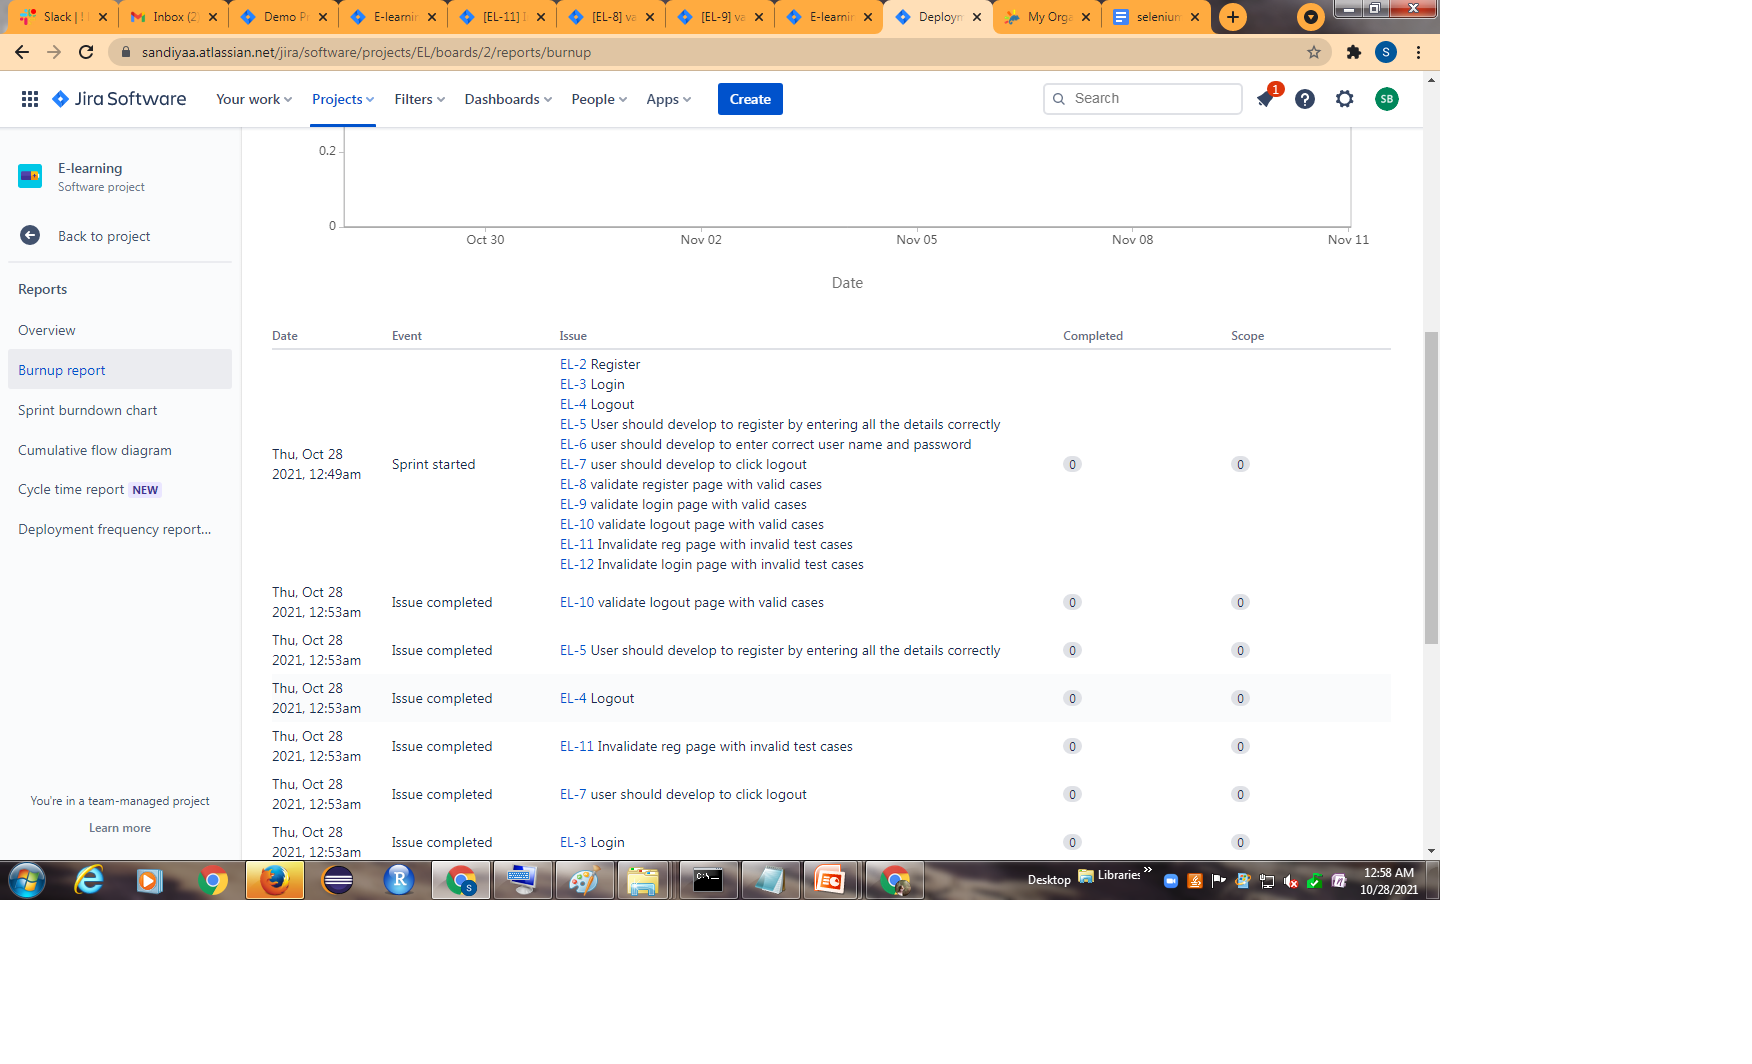 Slack | !
Inbox (2)
Demo P
E-learnin
[EL-11] I
[EL-8] va
[EL-9] va
E-learnin
Deploym
My Orga
selenium
sandiyaa.atlassian.net/jira/software/projects/EL/boards/2/reports/burnup
S
Jira Software
Your work
Projects
Filters
Dashboards
People
Apps
Create
Search
1
SB
E-learning
Software project
Back to project
Reports
Overview
Burnup report
Sprint burndown chart
Cumulative flow diagram
Cycle time report NEW
Deployment frequency report...
You're in a team-managed project
Learn more
0.2
0
Oct 30 Nov 02 Nov 05 Nov 08 Nov 11
Date
Date Event Issue Completed Scope
EL-2 Register
EL-3 Login
EL-4 Logout
EL-5 User should develop to register by entering all the details correctly
EL-6 user should develop to enter correct user name and password
Thu, Oct 28
2021, 12:49am
Sprint started
EL-7 user should develop to click logout
0 0
EL-8 validate register page with valid cases
EL-9 validate login page with valid cases
EL-10 validate logout page with valid cases
EL-11 Invalidate reg page with invalid test cases
EL-12 Invalidate login page with invalid test cases
Thu, Oct 28
2021, 12:53am
Issue completed EL-10 validate logout page with valid cases 0 0
Thu, Oct 28
2021, 12:53am
Issue completed EL-5 User should develop to register by entering all the details correctly 0 0
Thu, Oct 28
2021, 12:53am
Issue completed EL-4 Logout 0 0
Thu, Oct 28
2021, 12:53am
Issue completed EL-11 Invalidate reg page with invalid test cases 0 0
Thu, Oct 28
2021, 12:53am
Issue completed EL-7 user should develop to click logout 0 0
Thu, Oct 28
2021, 12:53am
Issue completed EL-3 Login 0 0
R
S
C:\-
Desktop
Libraries
12:58 AM
10/28/2021